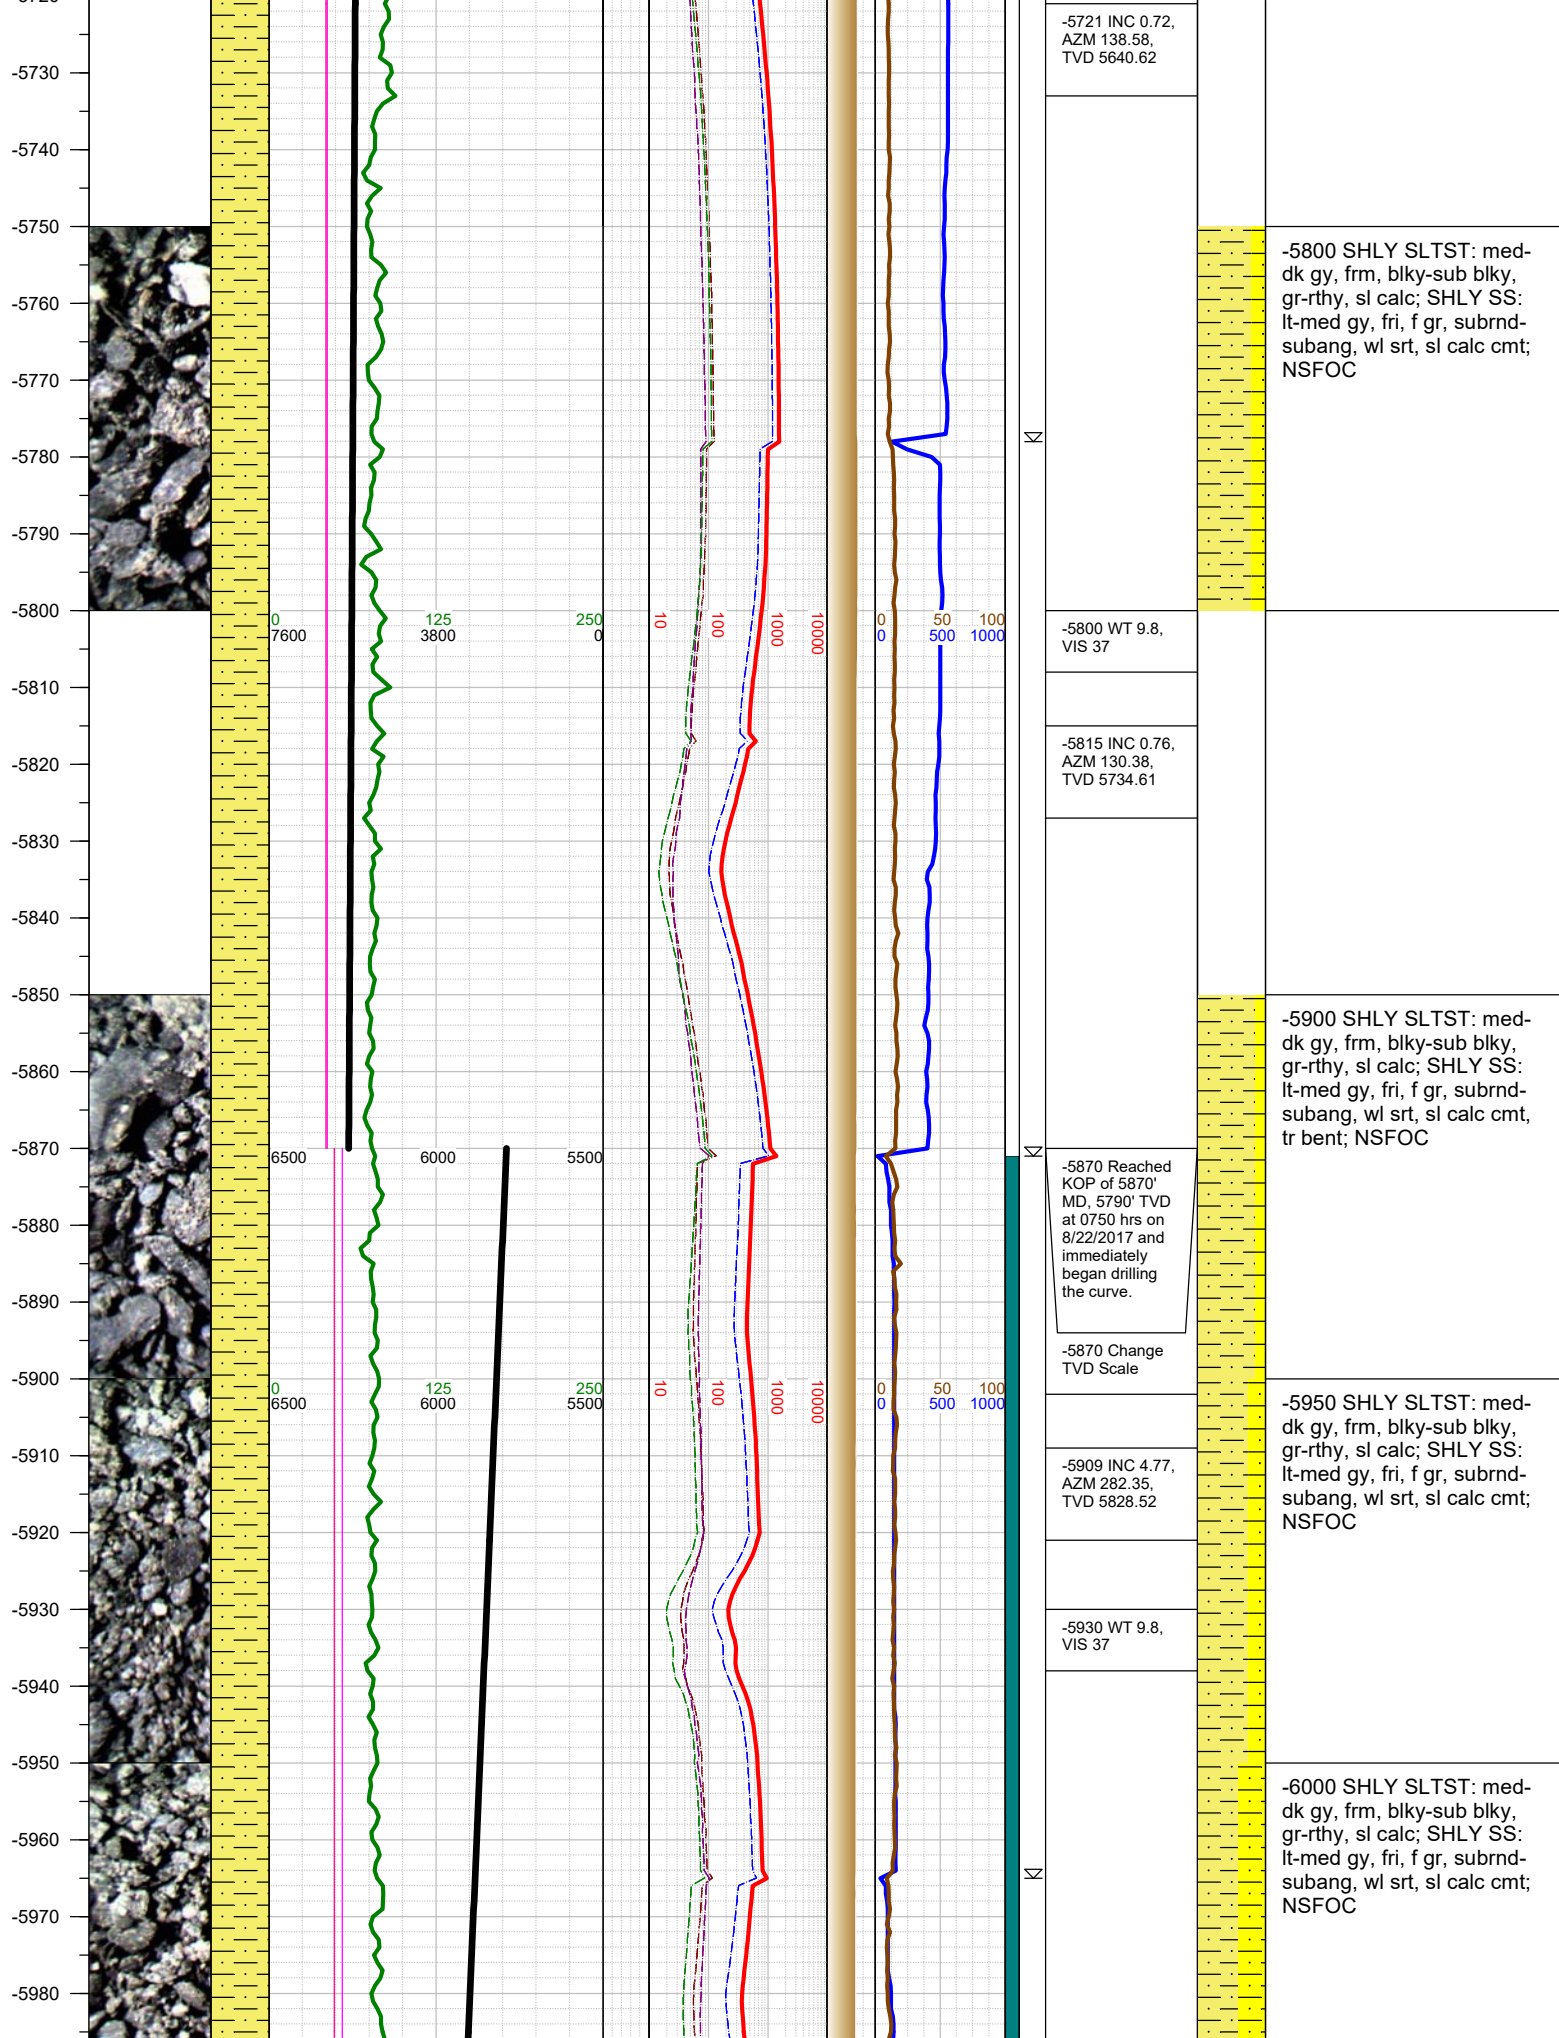 -5720
-5730
-5740
-5750
-5760
-5770
-5780
-5790
-5800
-5810
-5820
-5830
-5840
-5850
-5860
-5870
-5880
-5890
-5900
-5910
-5920
-5930
-5940
-5950
-5960
-5970
-5980
0 125 250
7600 3800 0
10 100 1000 10000
0 50 100
0 500 1000
6500 6000 5500
0 125 250
6500 6000 5500
10 100 1000 10000
0 50 100
0 500 1000
-5721 INC 0.72,
AZM 138.58,
TVD 5640.62
-5800 WT 9.8,
VIS 37
-5815 INC 0.76,
AZM 130.38,
TVD 5734.61
-5870 Reached
KOP of 5870'
MD, 5790' TVD
at 0750 hrs on
8/22/2017 and
immediately
began drilling
the curve.
-5870 Change
TVD Scale
-5909 INC 4.77,
AZM 282.35,
TVD 5828.52
-5930 WT 9.8,
VIS 37
-5800 SHLY SLTST: med-
dk gy, frm, blky-sub blky,
gr-rthy, sl calc; SHLY SS:
lt-med gy, fri, f gr, subrnd-
subang, wl srt, sl calc cmt;
NSFOC
-5900 SHLY SLTST: med-
dk gy, frm, blky-sub blky,
gr-rthy, sl calc; SHLY SS:
lt-med gy, fri, f gr, subrnd-
subang, wl srt, sl calc cmt,
tr bent; NSFOC
-5950 SHLY SLTST: med-
dk gy, frm, blky-sub blky,
gr-rthy, sl calc; SHLY SS:
lt-med gy, fri, f gr, subrnd-
subang, wl srt, sl calc cmt;
NSFOC
-6000 SHLY SLTST: med-
dk gy, frm, blky-sub blky,
gr-rthy, sl calc; SHLY SS:
lt-med gy, fri, f gr, subrnd-
subang, wl srt, sl calc cmt;
NSFOC